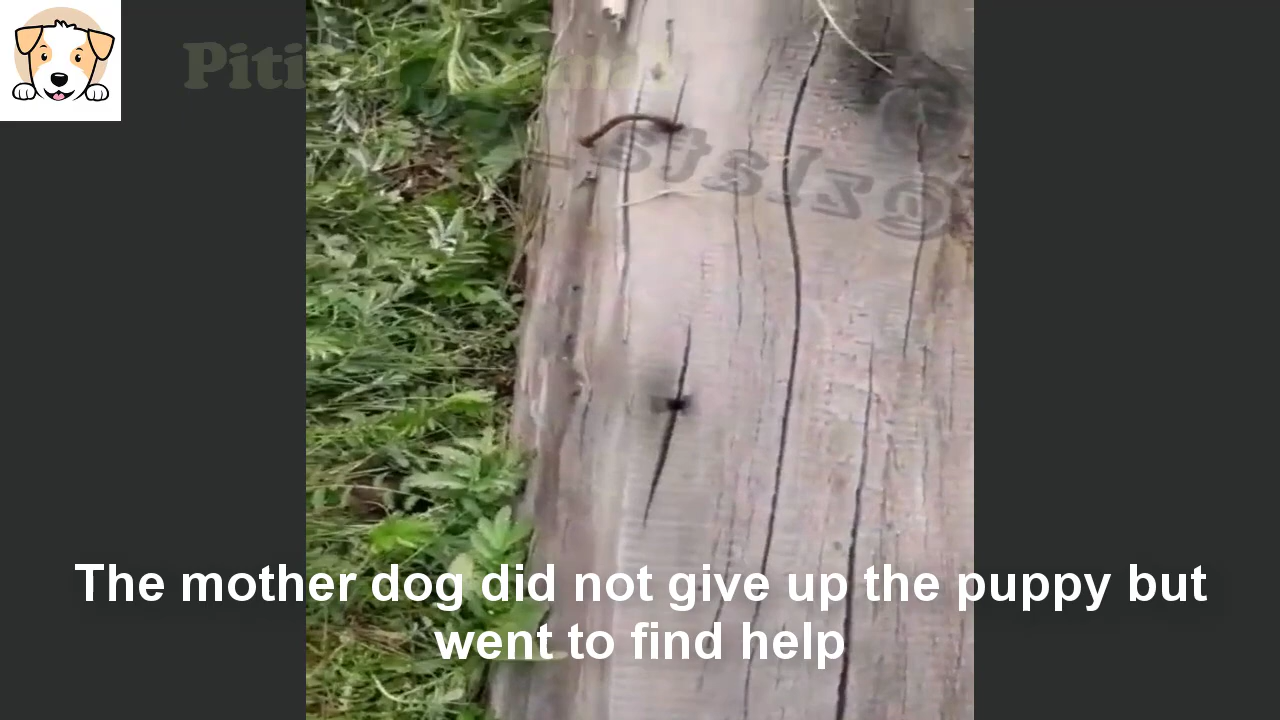 The mother dog did not give up the puppy but
went to find help